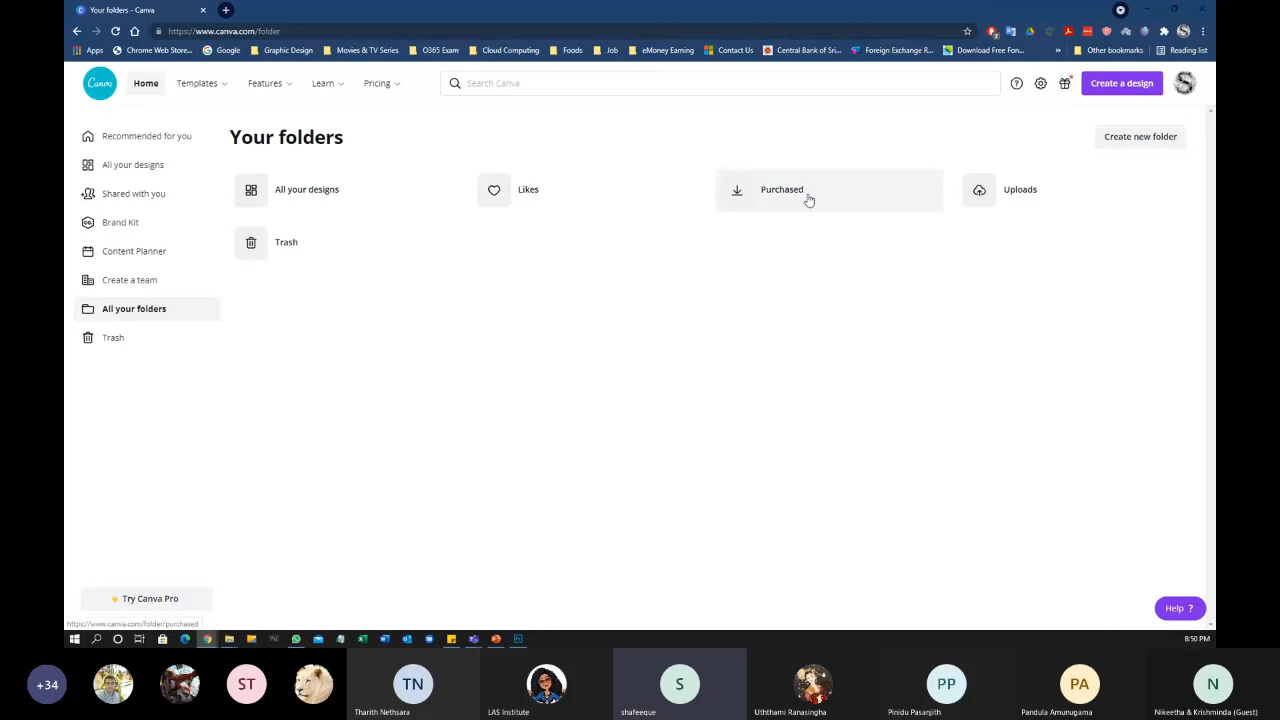 Your folders - Canva
https://www.canva.com/folder
Apps
Chrome Web Store...
Google
Graphic Design
Movies & TV Series
O365 Exam
Cloud Computing
Foods
Job
eMoney Earning
Contact Us
Central Bank of Sri...
Foreign Exchange R...
Download Free Fon...
»
Other bookmarks
Reading list
Canva
Home
Templates
Features
Learn
Pricing
Search Canva
Create a design
Recommended for you
All your designs
Shared with you
Brand Kit
Content Planner
Create a team
All your folders
Trash
Your folders
Create new folder
All your designs
Likes
Purchased
Uploads
Trash
Try Canva Pro
Help ?
https://www.canva.com/folder/purchased
8:50 PM
+34
ST
TN
Tharith Nethsara
LAS Institute
S
shafeeque
Uththami Ranasingha
PP
Pinidu Pasanjith
PA
Pandula Amunugama
N
Nikeetha & Krishminda (Guest)